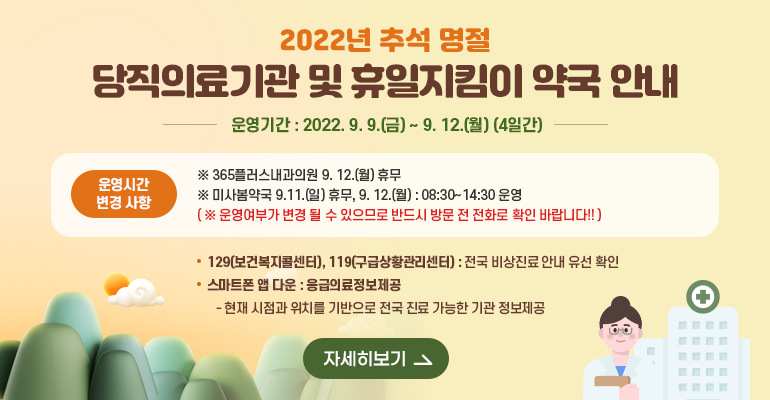 2022년 추석 명절
당직의료기관 및 휴일지킴이 약국 안내
운영기간 : 2022. 9. 9.(금) ~ 9. 12.(월) (4일간)
운영시간
변경 사항
※ 365플러스내과의원 9. 12.(월) 휴무
※ 미사봄약국 9.11.(일) 휴무, 9. 12.(월) : 08:30~14:30 운영
( ※ 운영여부가 변경 될 수 있으므로 반드시 방문 전 전화로 확인 바랍니다!! )
• 129(보건복지콜센터), 119(구급상황관리센터) : 전국 비상진료 안내 유선 확인
• 스마트폰 앱 다운 : 응급의료정보제공
- 현재 시점과 위치를 기반으로 전국 진료 가능한 기관 정보제공
자세히보기